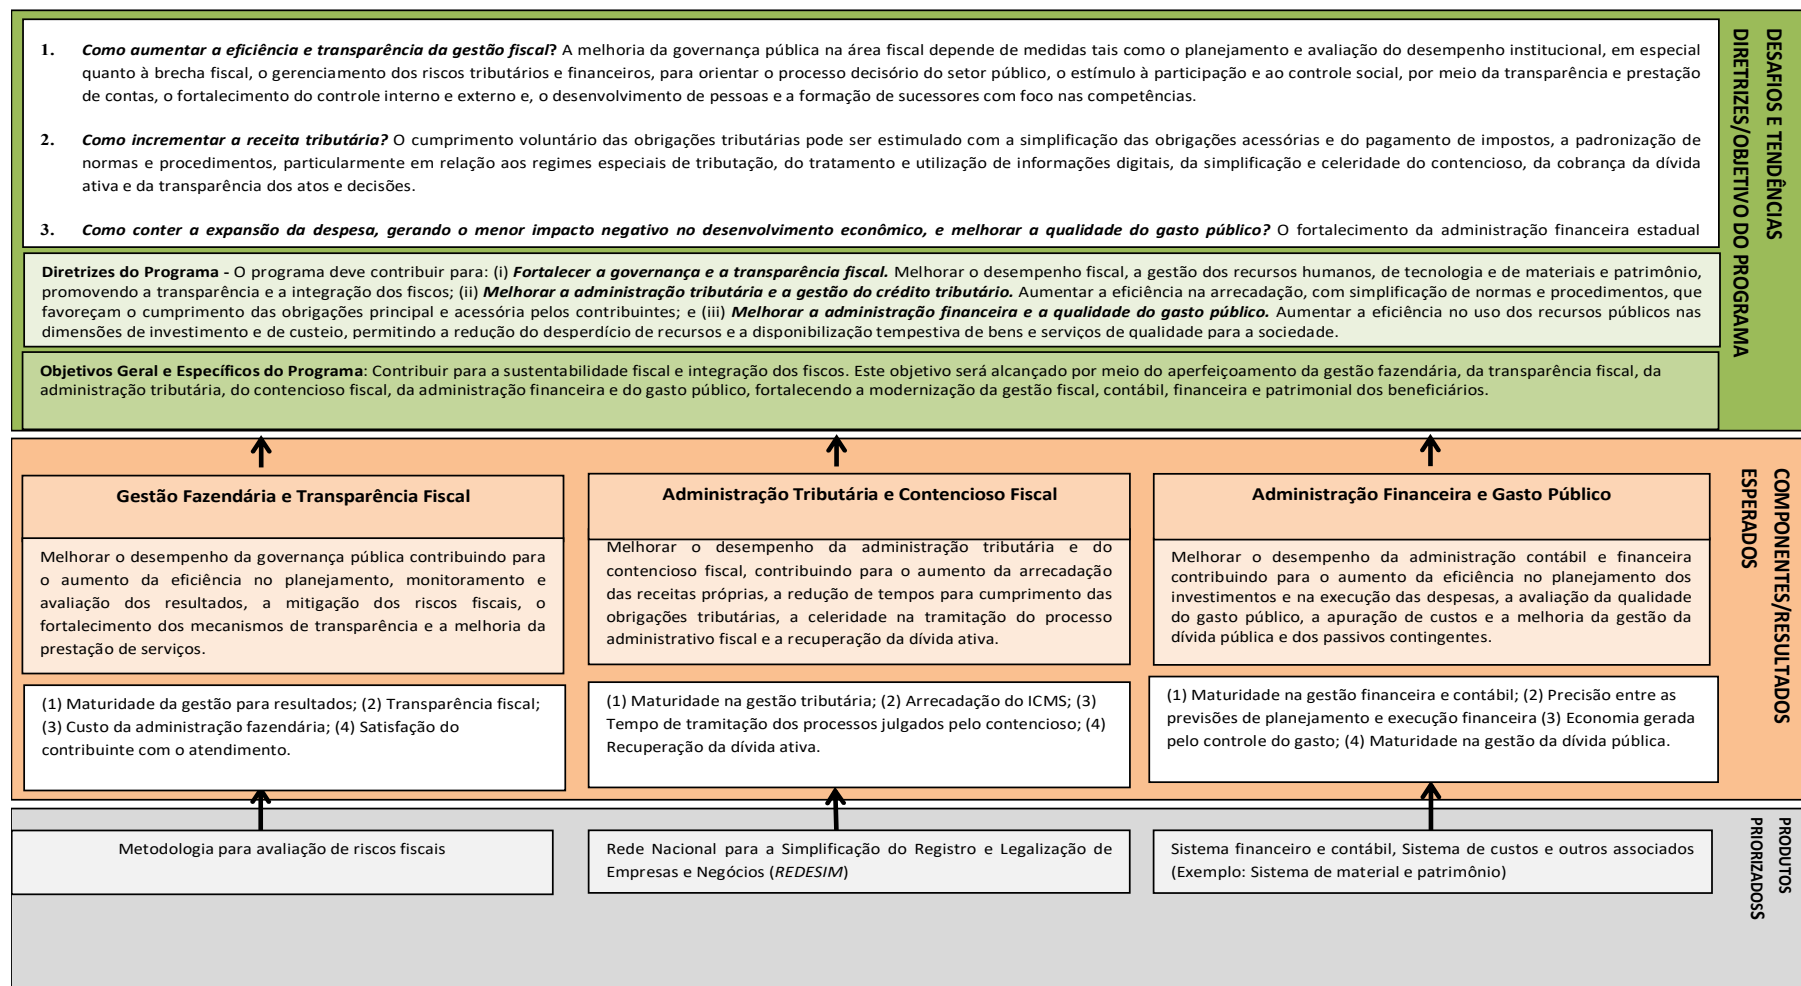 1. Como aumentar a eficiência e transparência da gestão fiscal? A melhoria da governança pública na área fiscal depende de medidas tais como o planejamento e avaliação do desempenho institucional, em especial
quanto à brecha fiscal, o gerenciamento dos riscos tributários e financeiros, para orientar o processo decisório do setor público, o estímulo à participação e ao controle social, por meio da transparência e prestação
de contas, o fortalecimento do controle interno e externo e, o desenvolvimento de pessoas e a formação de sucessores com foco nas competências.
2. Como incrementar a receita tributária? O cumprimento voluntário das obrigações tributárias pode ser estimulado com a simplificação das obrigações acessórias e do pagamento de impostos, a padronização de
normas e procedimentos, particularmente em relação aos regimes especiais de tributação, do tratamento e utilização de informações digitais, da simplificação e celeridade do contencioso, da cobrança da dívida
ativa e da transparência dos atos e decisões.
3. Como conter a expansão da despesa, gerando o menor impacto negativo no desenvolvimento econômico, e melhorar a qualidade do gasto público? O fortalecimento da administração financeira estadual
DESAFIOS E TENDÊNCIAS
DIRETRIZES/OBJETIVO DO PROGRAMA
Diretrizes do Programa - O programa deve contribuir para: (i) Fortalecer a governança e a transparência fiscal. Melhorar o desempenho fiscal, a gestão dos recursos humanos, de tecnologia e de materiais e patrimônio,
promovendo a transparência e a integração dos fiscos; (ii) Melhorar a administração tributária e a gestão do crédito tributário. Aumentar a eficiência na arrecadação, com simplificação de normas e procedimentos, que
favoreçam o cumprimento das obrigações principal e acessória pelos contribuintes; e (iii) Melhorar a administração financeira e a qualidade do gasto público. Aumentar a eficiência no uso dos recursos públicos nas
dimensões de investimento e de custeio, permitindo a redução do desperdício de recursos e a disponibilização tempestiva de bens e serviços de qualidade para a sociedade.
Objetivos Geral e Específicos do Programa: Contribuir para a sustentabilidade fiscal e integração dos fiscos. Este objetivo será alcançado por meio do aperfeiçoamento da gestão fazendária, da transparência fiscal, da
administração tributária, do contencioso fiscal, da administração financeira e do gasto público, fortalecendo a modernização da gestão fiscal, contábil, financeira e patrimonial dos beneficiários.
Gestão Fazendária e Transparência Fiscal
Melhorar o desempenho da governança pública contribuindo para
o aumento da eficiência no planejamento, monitoramento e
avaliação dos resultados, a mitigação dos riscos fiscais, o
fortalecimento dos mecanismos de transparência e a melhoria da
prestação de serviços.
(1) Maturidade da gestão para resultados; (2) Transparência fiscal;
(3) Custo da administração fazendária; (4) Satisfação do
contribuinte com o atendimento.
Administração Tributária e Contencioso Fiscal
Melhorar o desempenho da administração tributária e do
contencioso fiscal, contribuindo para o aumento da arrecadação
das receitas próprias, a redução de tempos para cumprimento das
obrigações tributárias, a celeridade na tramitação do processo
administrativo fiscal e a recuperação da dívida ativa.
(1) Maturidade na gestão tributária; (2) Arrecadação do ICMS; (3)
Tempo de tramitação dos processos julgados pelo contencioso; (4)
Recuperação da dívida ativa.
Administração Financeira e Gasto Público
Melhorar o desempenho da administração contábil e financeira
contribuindo para o aumento da eficiência no planejamento dos
investimentos e na execução das despesas, a avaliação da qualidade
do gasto público, a apuração de custos e a melhoria da gestão da
dívida pública e dos passivos contingentes.
(1) Maturidade na gestão financeira e contábil; (2) Precisão entre as
previsões de planejamento e execução financeira (3) Economia gerada
pelo controle do gasto; (4) Maturidade na gestão da dívida pública.
COMPONENTES/RESULTADOS
ESPERADOS
Metodologia para avaliação de riscos fiscais
Rede Nacional para a Simplificação do Registro e Legalização de
Empresas e Negócios (REDESIM)
Sistema financeiro e contábil, Sistema de custos e outros associados
(Exemplo: Sistema de material e patrimônio)
PRODUTOS
PRIORIZADOSS